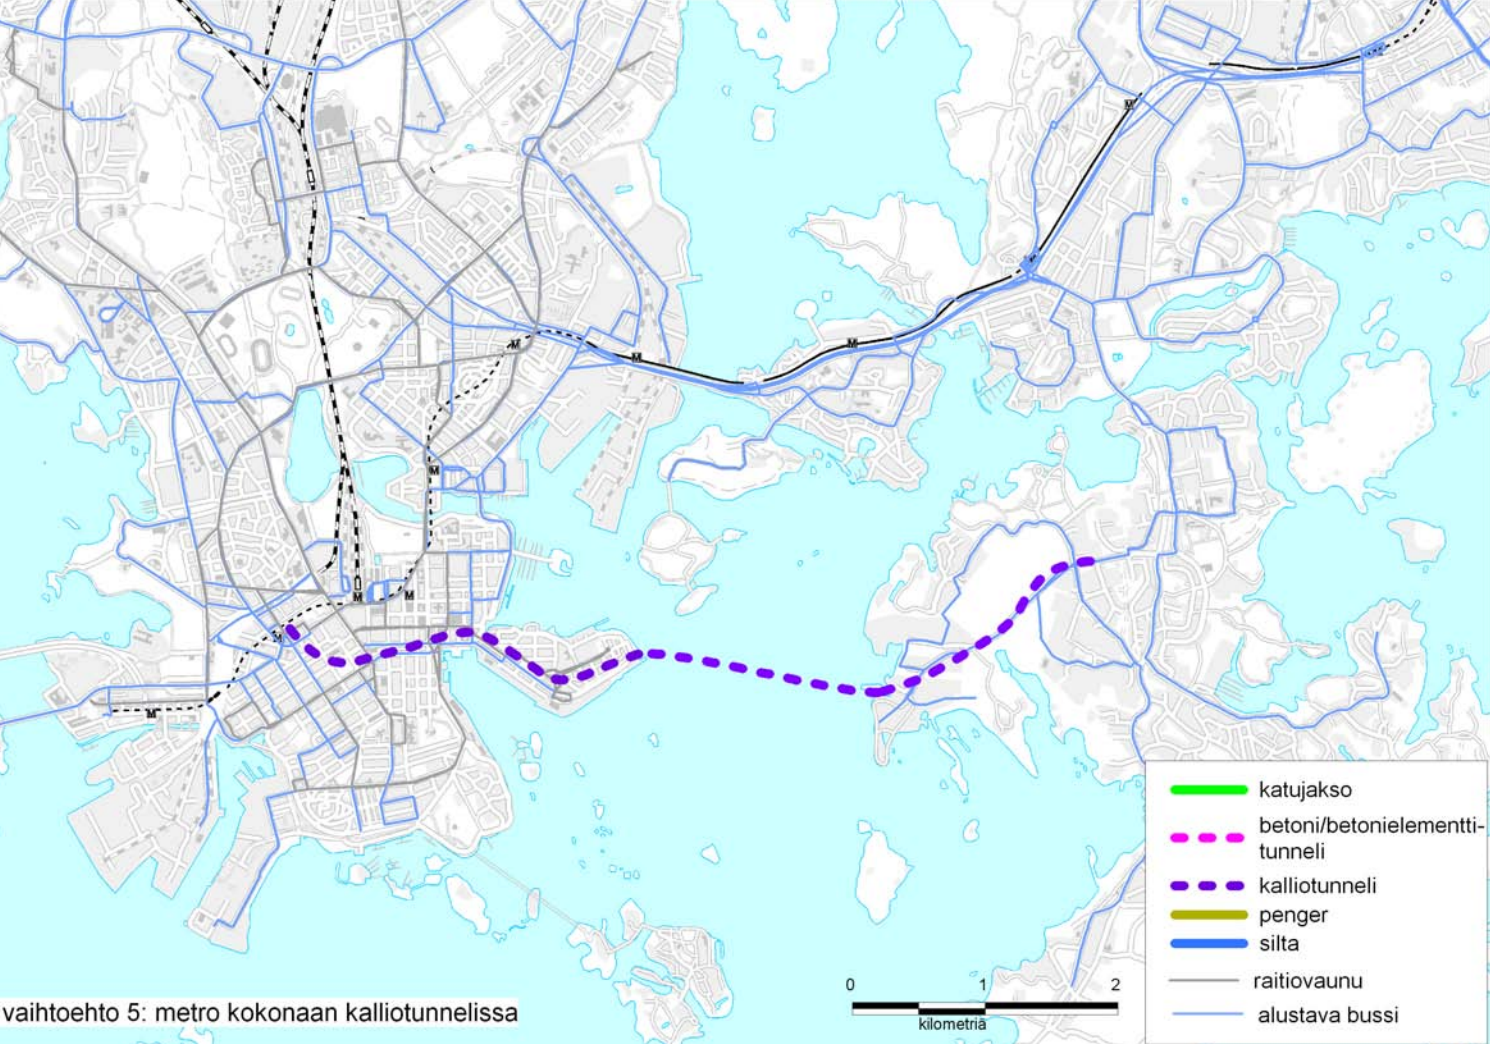 M
M
M
M
M
M
M
M
M
katujakso
betoni/betonielementti-
tunneli
kalliotunneli
penger
silta
raitiovaunu
alustava bussi
0 1 2
kilometriä
vaihtoehto 5: metro kokonaan kalliotunnelissa